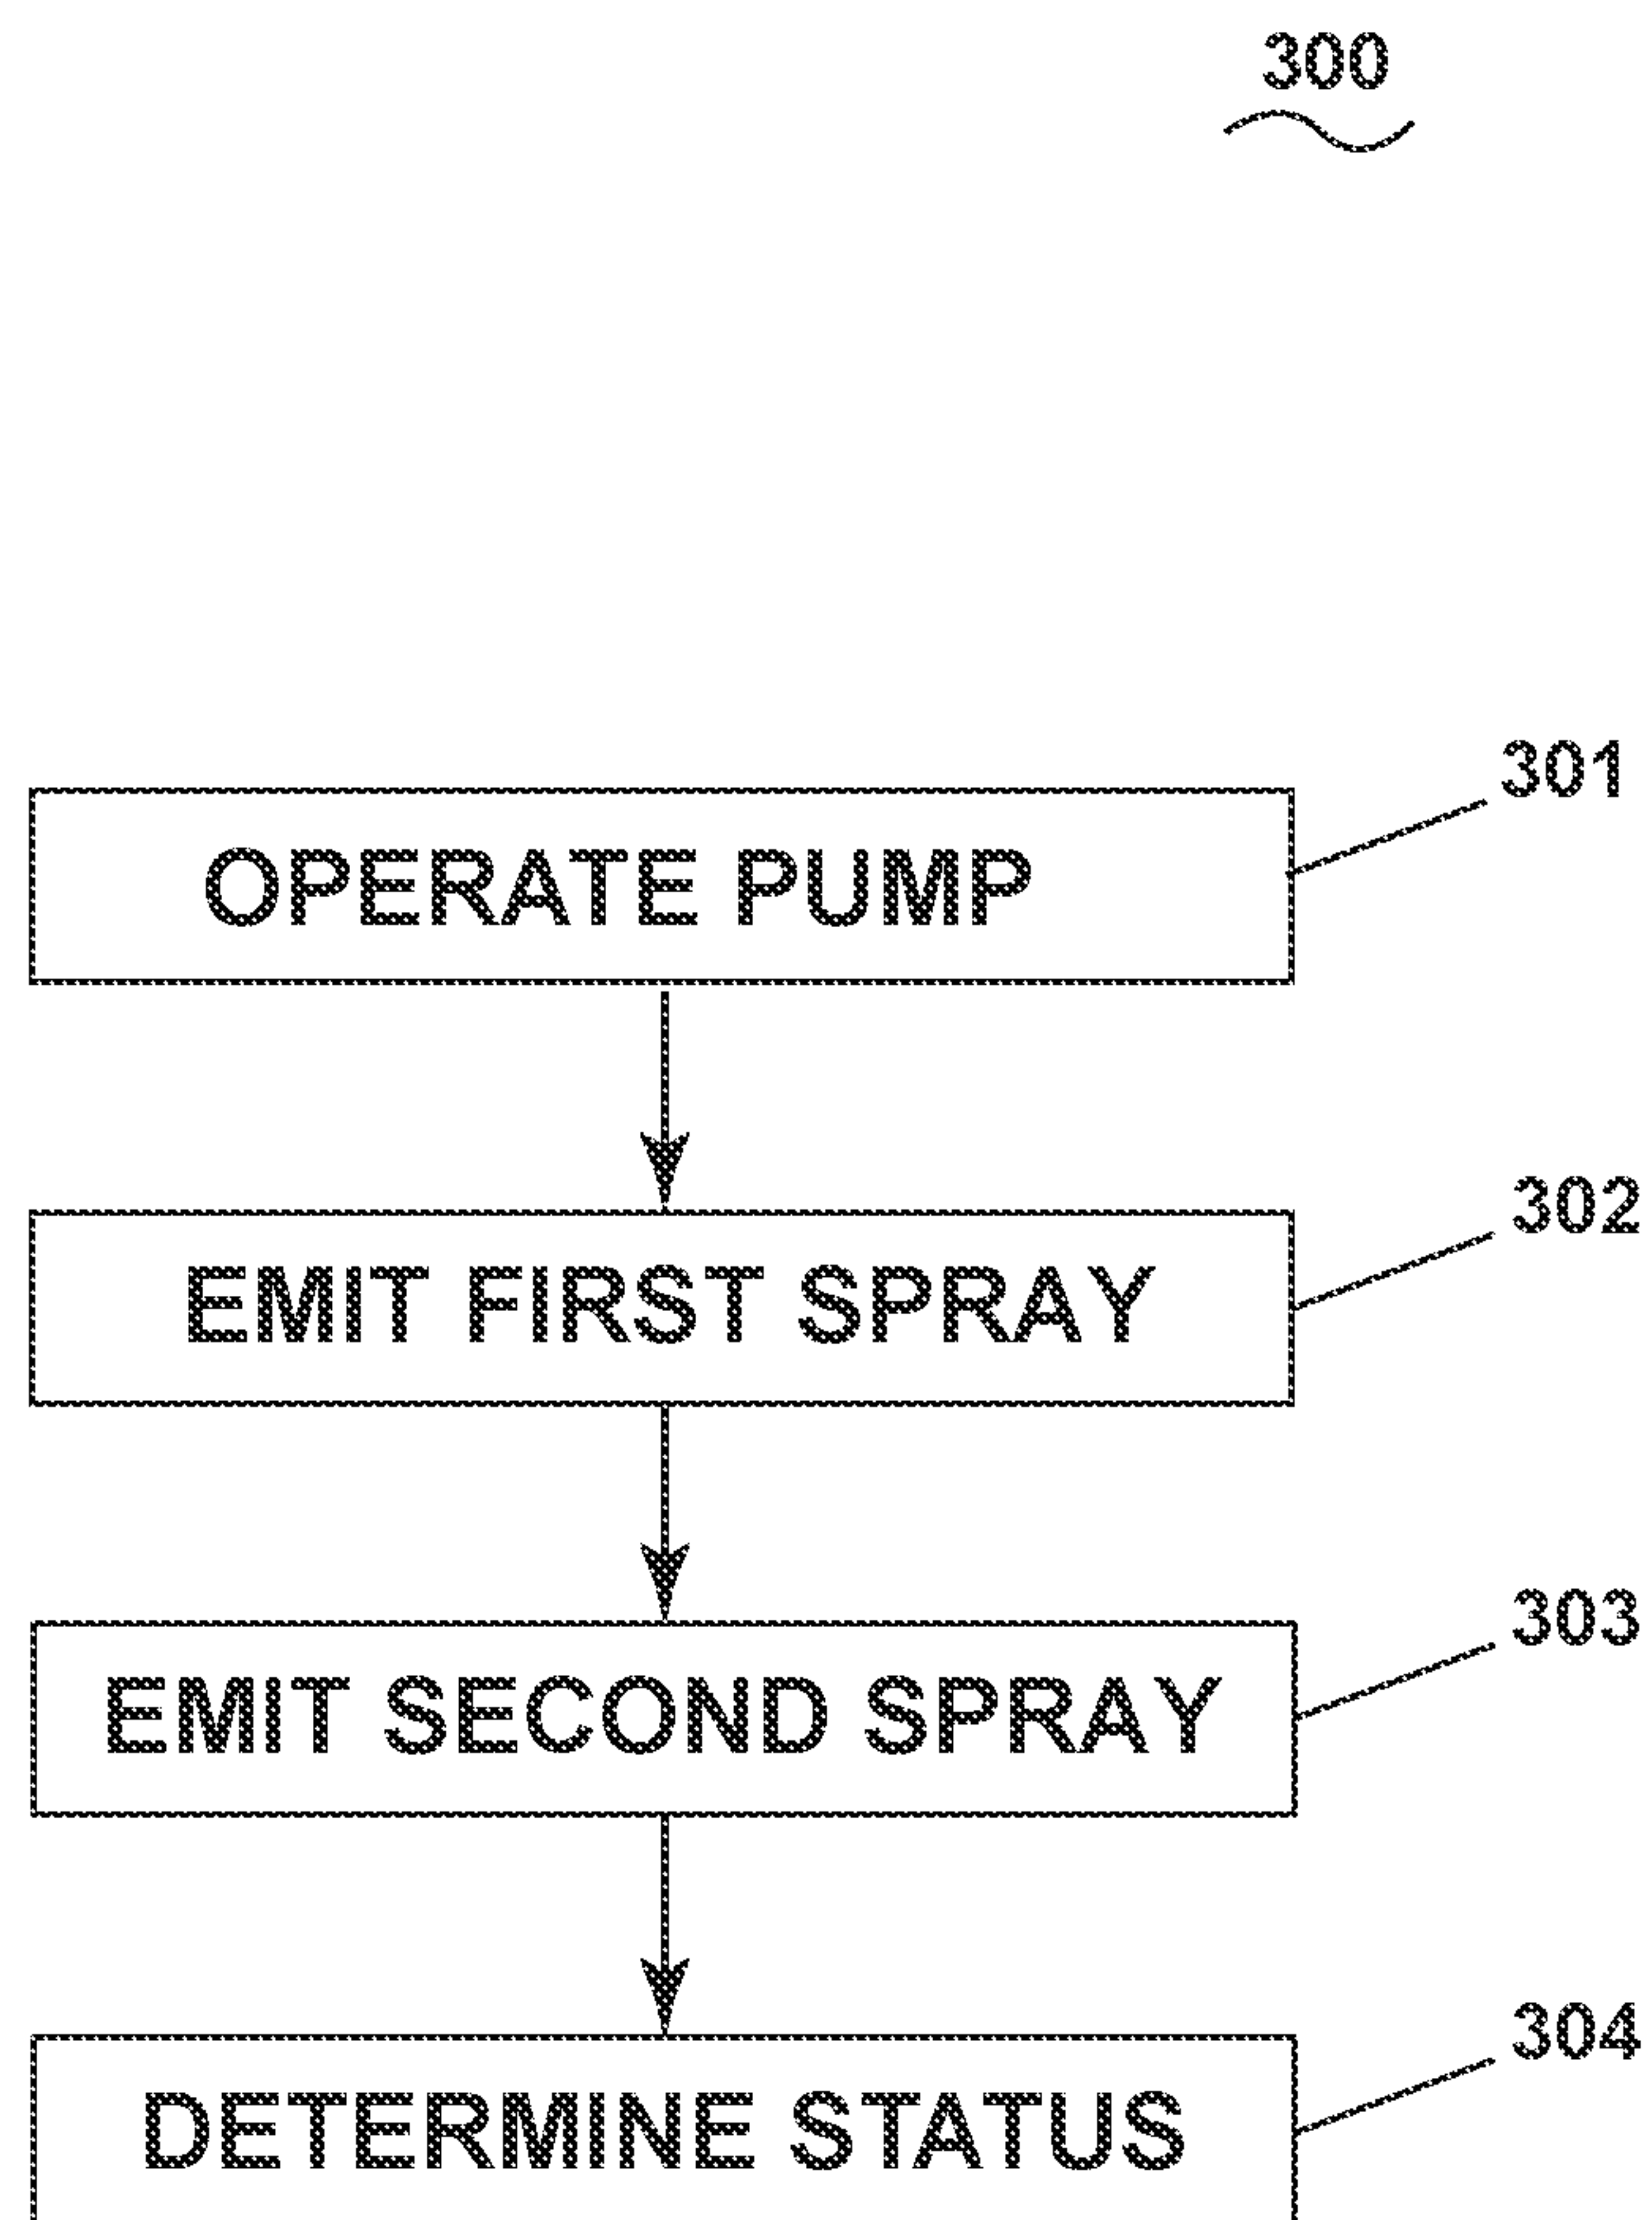 300
301
OPERATE PUMP
302
EMIT FIRST SPRAY
303
EMIT SECOND SPRAY
304
DETERMINE STATUS